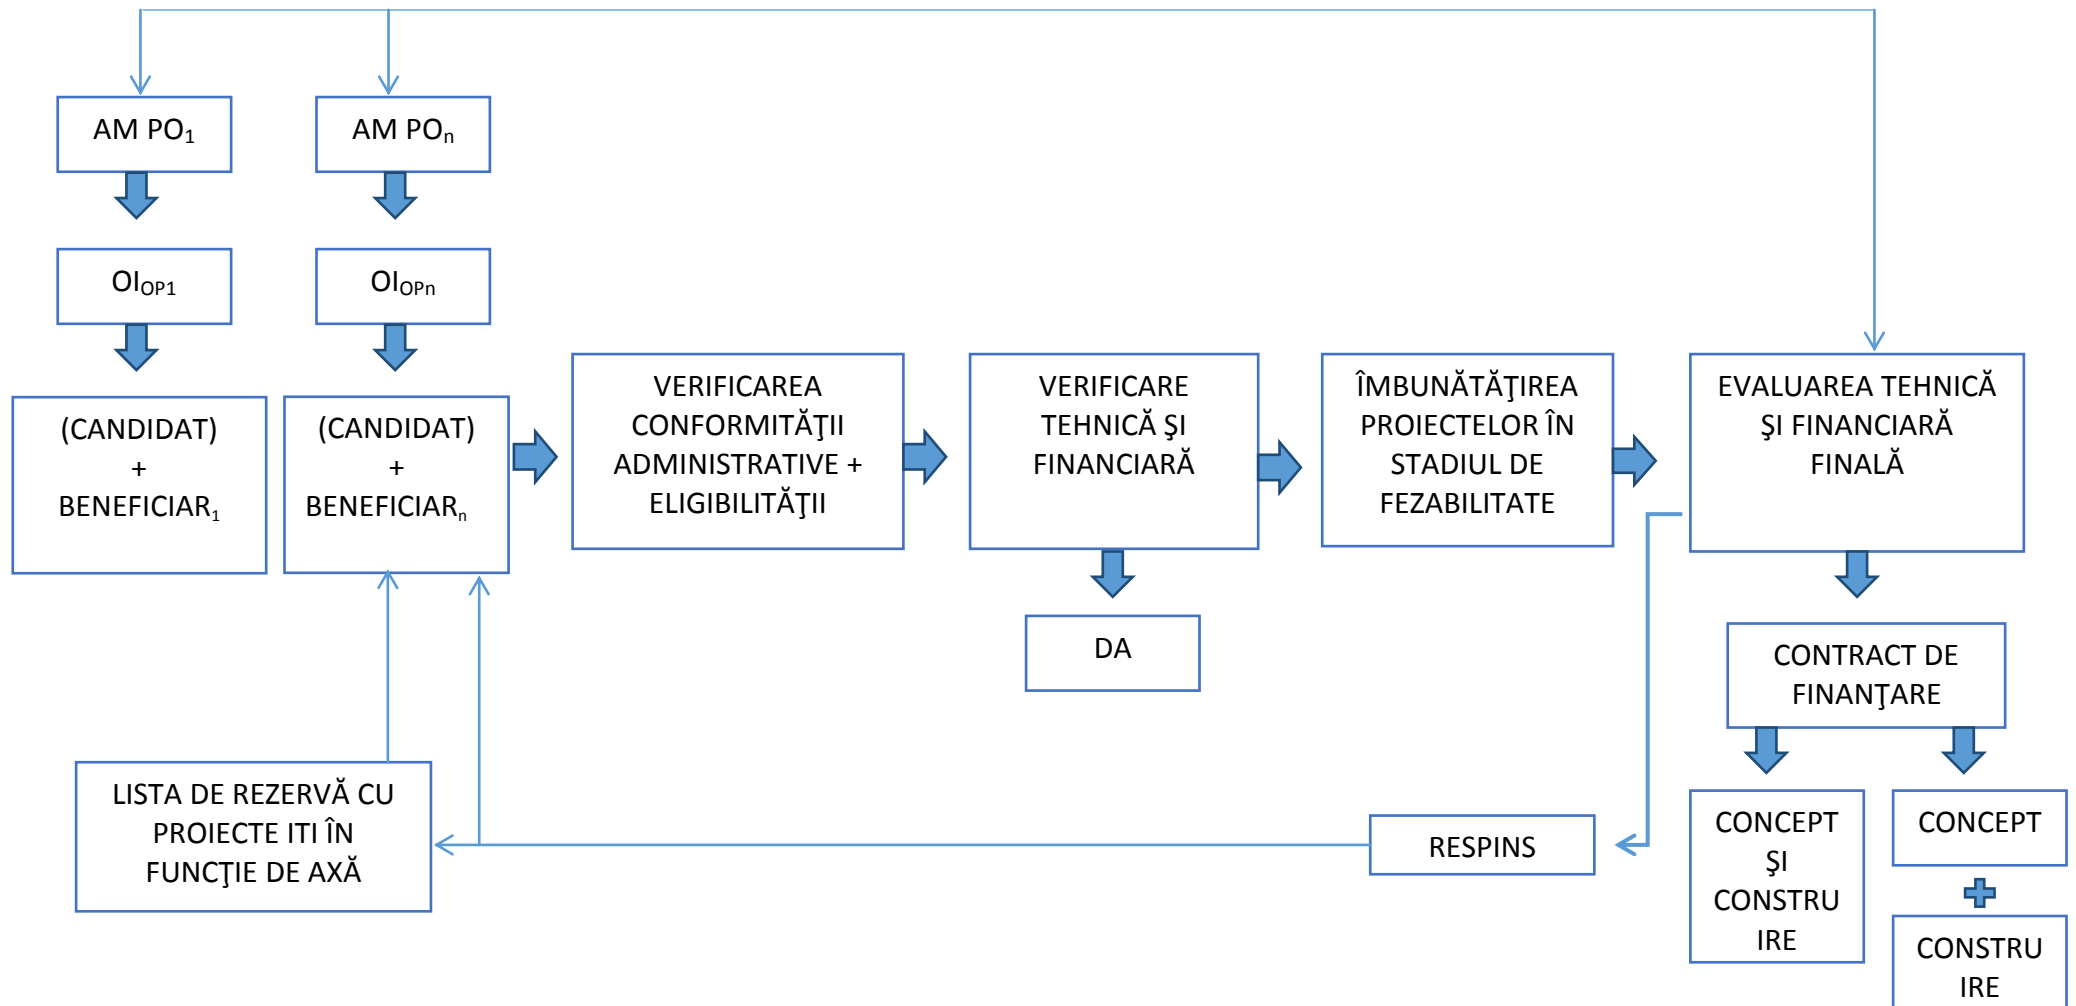 AM PO₁
AM POₙ
OI_OP1
OI_OPn
(CANDIDAT)
+
BENEFICIAR₁
(CANDIDAT)
+
BENEFICIARₙ
VERIFICAREA
CONFORMITĂŢII
ADMINISTRATIVE +
ELIGIBILITĂŢII
VERIFICARE
TEHNICĂ ŞI
FINANCIARĂ
ÎMBUNĂTĂŢIREA
PROIECTELOR ÎN
STADIUL DE
FEZABILITATE
EVALUAREA TEHNICĂ
ŞI FINANCIARĂ
FINALĂ
DA
CONTRACT DE
FINANŢARE
LISTA DE REZERVĂ CU
PROIECTE ITI ÎN
FUNCŢIE DE AXĂ
RESPINS
CONCEPT
ŞI
CONSTRU
IRE
CONCEPT
CONSTRU
IRE